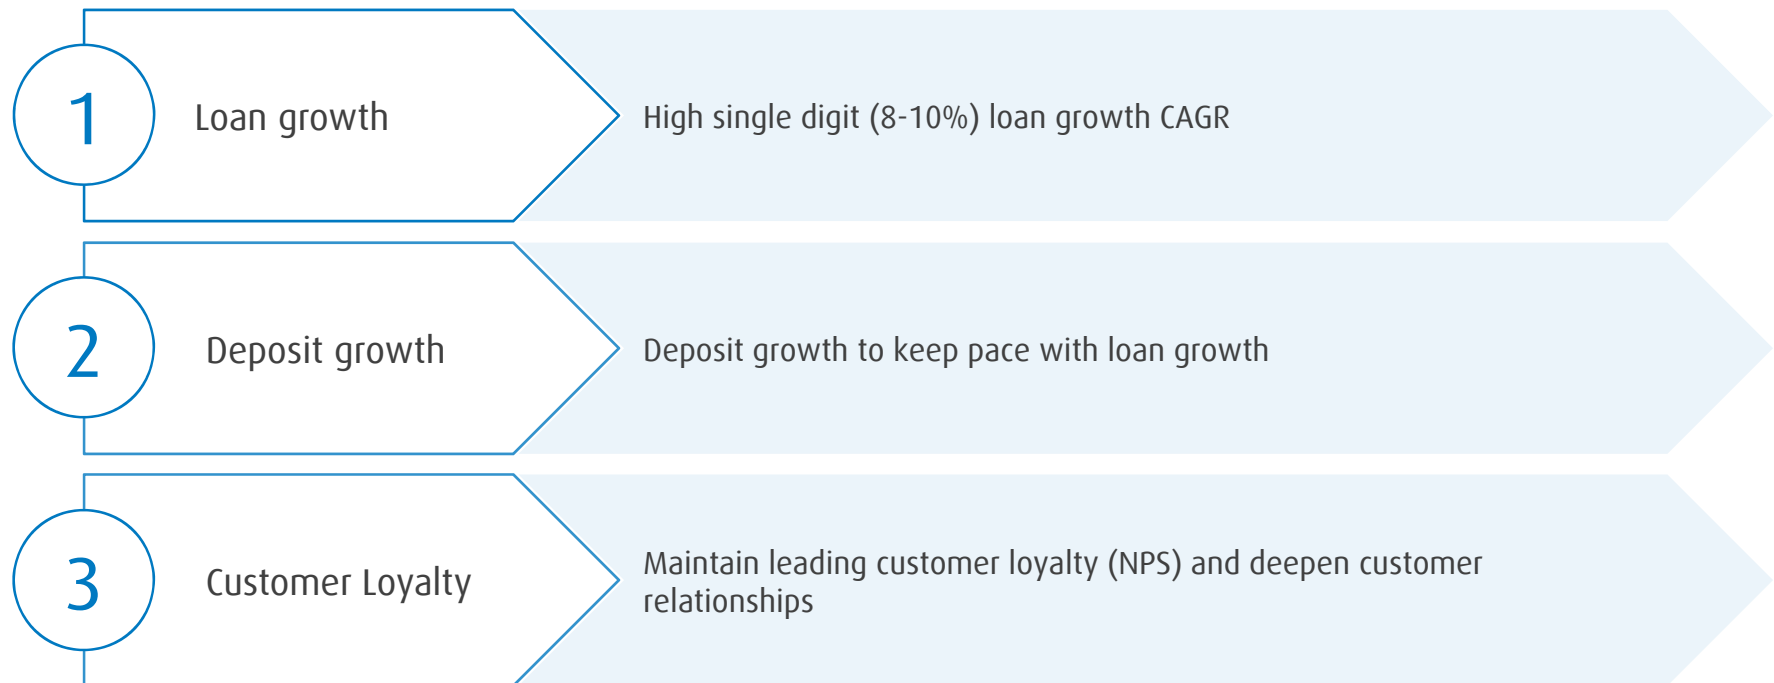 1
Loan growth
High single digit (8-10%) loan growth CAGR
2
Deposit growth
Deposit growth to keep pace with loan growth
3
Customer Loyalty
Maintain leading customer loyalty (NPS) and deepen customer
relationships